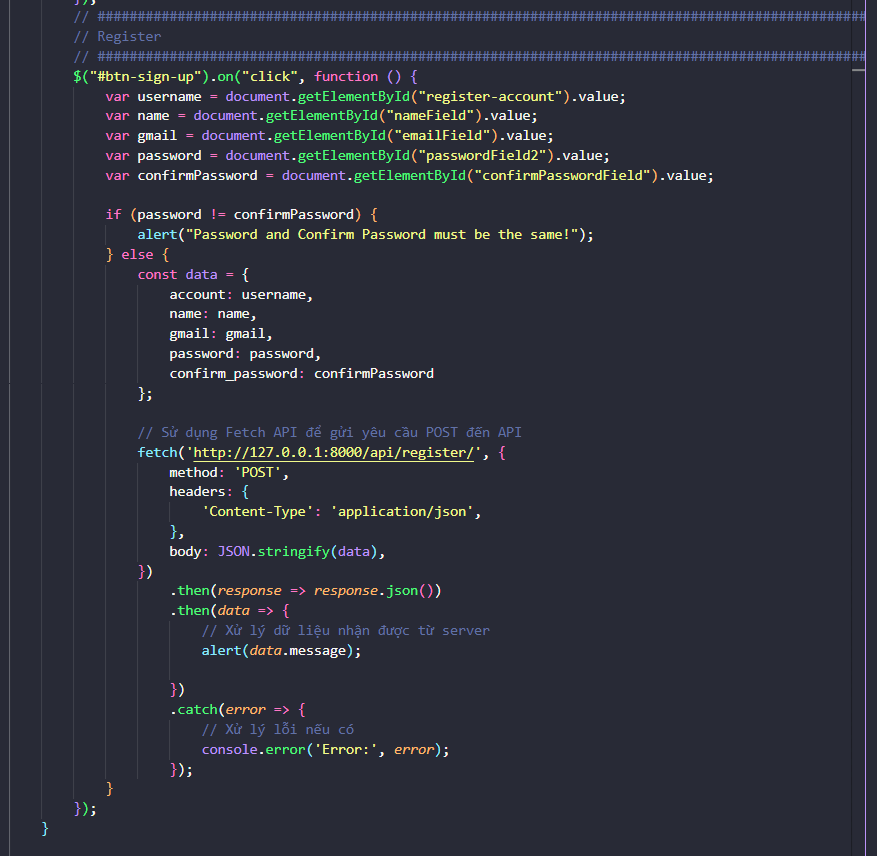 });
// ################################################################################################
// Register
// ################################################################################################
$("#btn-sign-up").on("click", function () {
    var username = document.getElementById("register-account").value;
    var name = document.getElementById("nameField").value;
    var gmail = document.getElementById("emailField").value;
    var password = document.getElementById("passwordField2").value;
    var confirmPassword = document.getElementById("confirmPasswordField").value;

    if (password != confirmPassword) {
        alert("Password and Confirm Password must be the same!");
    } else {
        const data = {
            account: username,
            name: name,
            gmail: gmail,
            password: password,
            confirm_password: confirmPassword
        };

        // Sử dụng Fetch API để gửi yêu cầu POST đến API
        fetch('http://127.0.0.1:8000/api/register/', {
            method: 'POST',
            headers: {
                'Content-Type': 'application/json',
            },
            body: JSON.stringify(data),
        })
            .then(response => response.json())
            .then(data => {
                // Xử lý dữ liệu nhận được từ server
                alert(data.message);

            })
            .catch(error => {
                // Xử lý lỗi nếu có
                console.error('Error:', error);
            });
    }
});
}